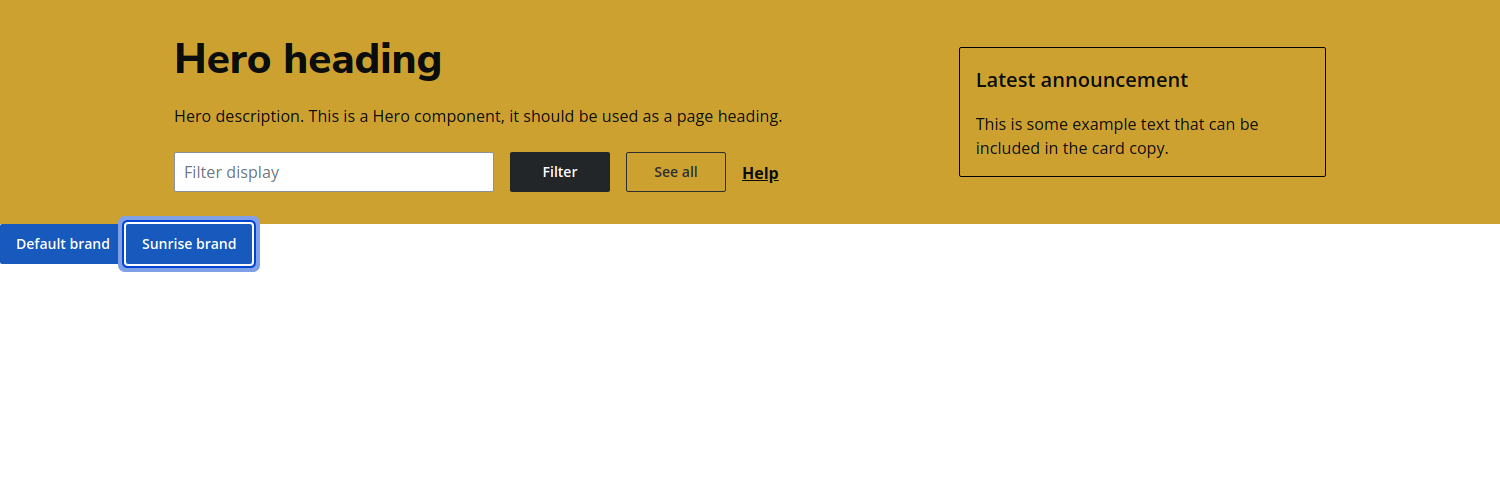 Hero heading
Hero description. This is a Hero component, it should be used as a page heading.
Filter display
Filter
See all
Help
Latest announcement
This is some example text that can be
included in the card copy.
Default brand
Sunrise brand